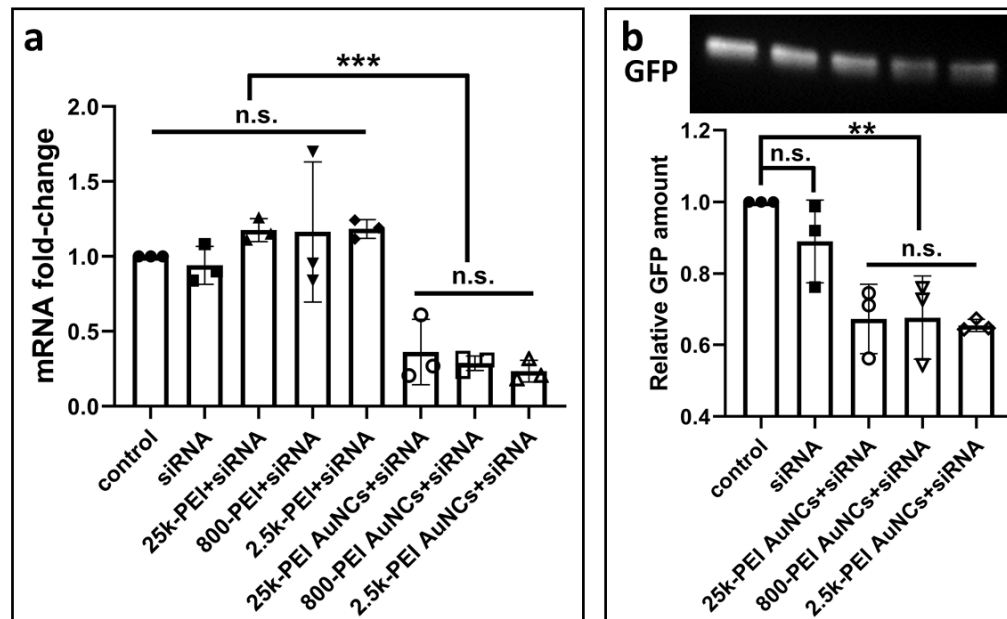 a
***
n.s.
n.s.
mRNA fold-change
2.0
1.5
1.0
0.5
0.0
control
siRNA
25k-PEI+siRNA
800-PEI+siRNA
2.5k-PEI+siRNA
25k-PEI AuNCs+siRNA
800-PEI AuNCs+siRNA
2.5k-PEI AuNCs+siRNA
b
GFP
**
n.s.
n.s.
Relative GFP amount
1.2
1.0
0.8
0.6
0.4
control
siRNA
25k-PEI AuNCs+siRNA
800-PEI AuNCs+siRNA
2.5k-PEI AuNCs+siRNA